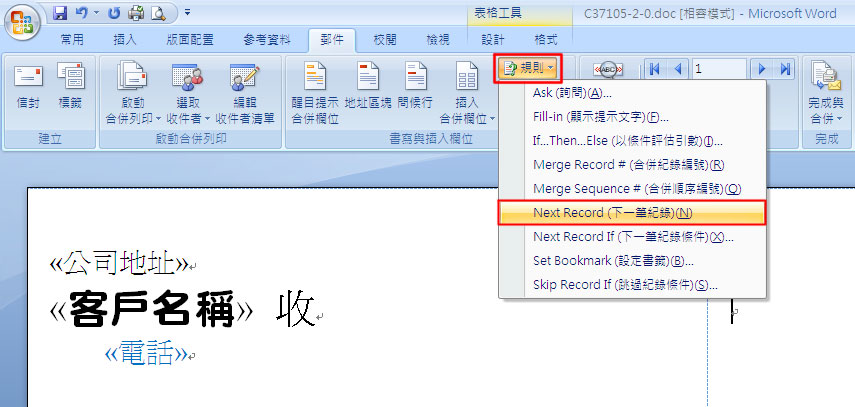 表格工具
C37105-2-0.doc [相容模式] - Microsoft Word
常用 插入 版面配置 參考資料 郵件 校閱 檢視 設計 格式
信封 標籤 啟動合併列印 選取收件者 編輯收件者清單 醒目提示合併欄位 地址區塊 問候行 插入合併欄位 規則 ABC 1 完成與合併
建立 啟動合併列印 書寫與插入欄位 完成
Ask (詢問)(A)...
Fill-in (顯示提示文字)(F)...
If...Then...Else (以條件評估引數)(I)...
Merge Record # (合併紀錄編號)(R)
Merge Sequence # (合併順序編號)(Q)
Next Record (下一筆紀錄)(N)
Next Record If (下一筆紀錄條件)(X)...
Set Bookmark (設定書籤)(B)...
Skip Record If (跳過紀錄條件)(S)...
«公司地址»
«客戶名稱» 收
«電話»